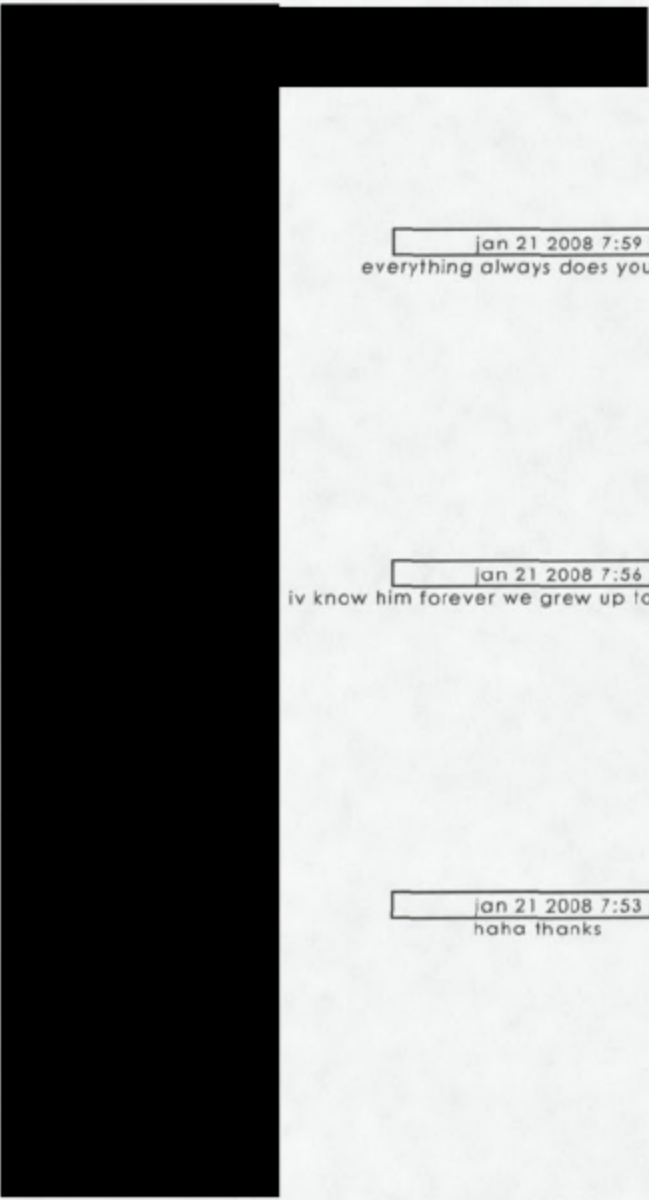 jan 21 2008 7:59
everything always does you
jan 21 2008 7:56
iv know him forever we grew up
jan 21 2008 7:53
haha thanks